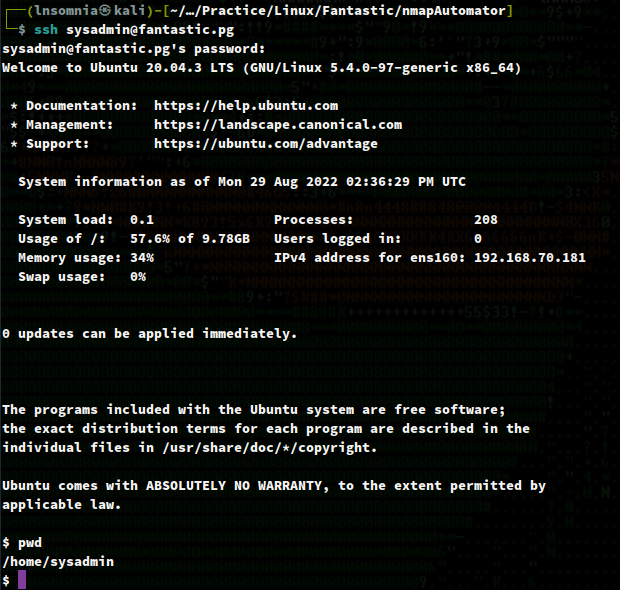 ┌──(lnsomnia㉿kali)-[~/…/Practice/Linux/Fantastic/nmapAutomator]
└─$ ssh sysadmin@fantastic.pg
sysadmin@fantastic.pg's password:
Welcome to Ubuntu 20.04.3 LTS (GNU/Linux 5.4.0-97-generic x86_64)

 * Documentation:  https://help.ubuntu.com
 * Management:     https://landscape.canonical.com
 * Support:        https://ubuntu.com/advantage

  System information as of Mon 29 Aug 2022 02:36:29 PM UTC

  System load:  0.1               Processes:               208
  Usage of /:   57.6% of 9.78GB   Users logged in:         0
  Memory usage: 34%               IPv4 address for ens160: 192.168.70.181
  Swap usage:   0%

0 updates can be applied immediately.

The programs included with the Ubuntu system are free software;
the exact distribution terms for each program are described in the
individual files in /usr/share/doc/*/copyright.

Ubuntu comes with ABSOLUTELY NO WARRANTY, to the extent permitted by
applicable law.

$ pwd
/home/sysadmin
$